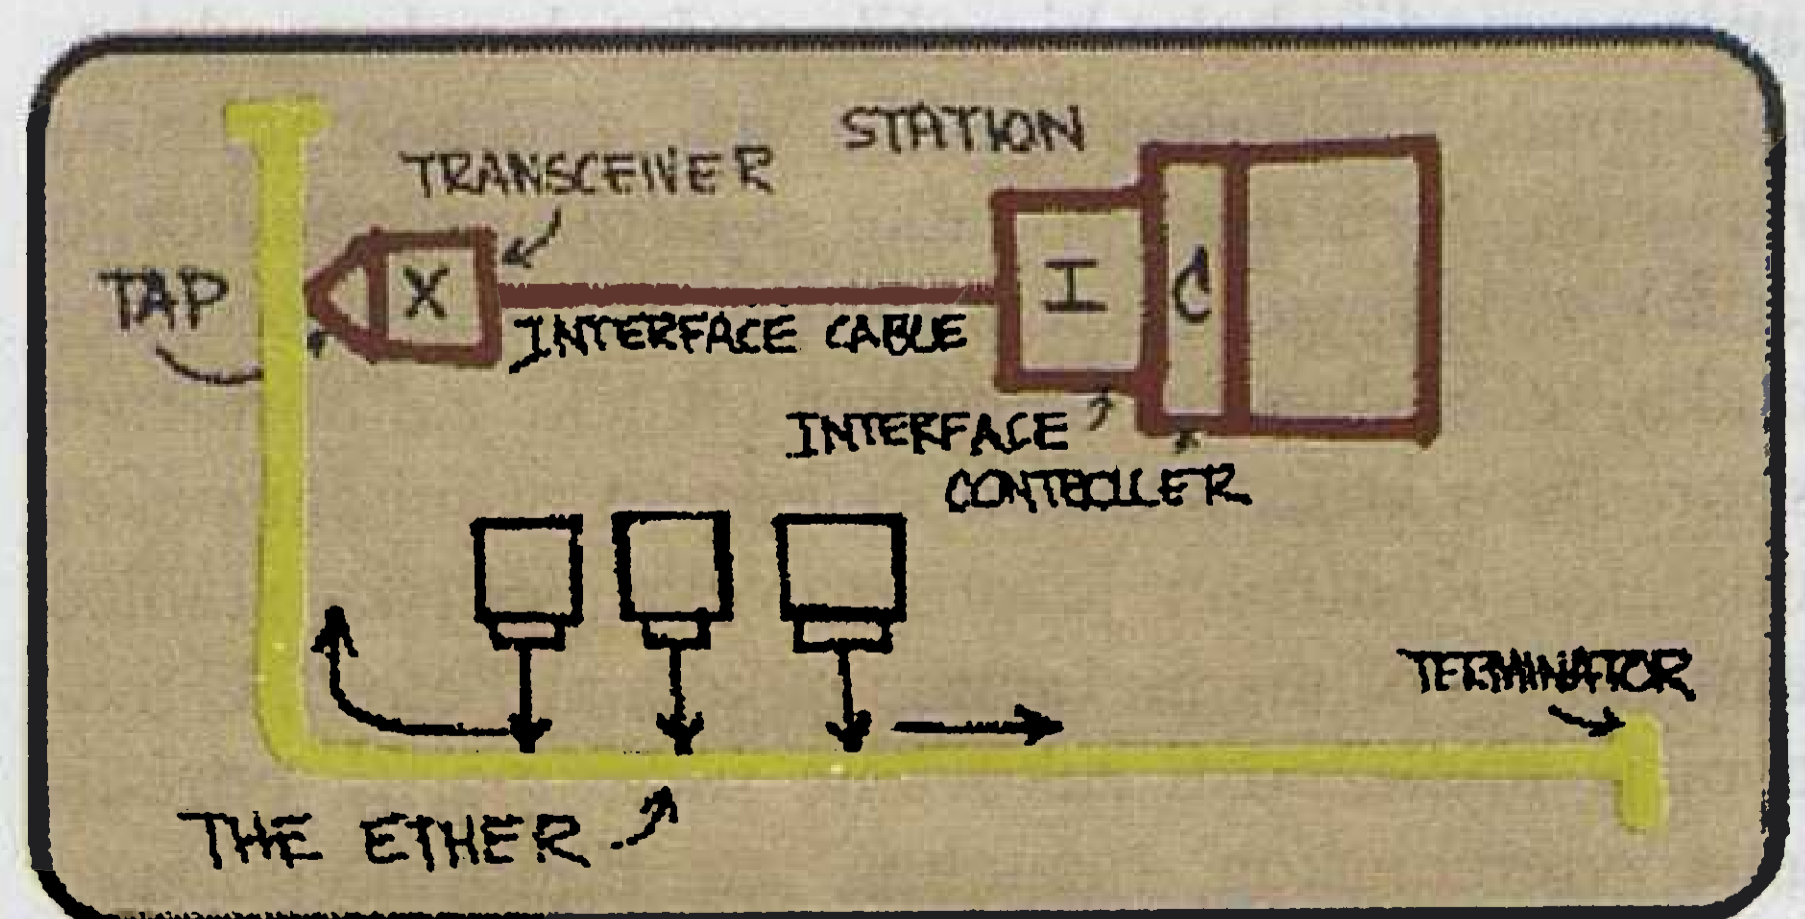 STATION
TRANSCEIVER
TAP
X
I
C
INTERFACE CABLE
INTERFACE
CONTROLLER
TERMINATOR
THE ETHER